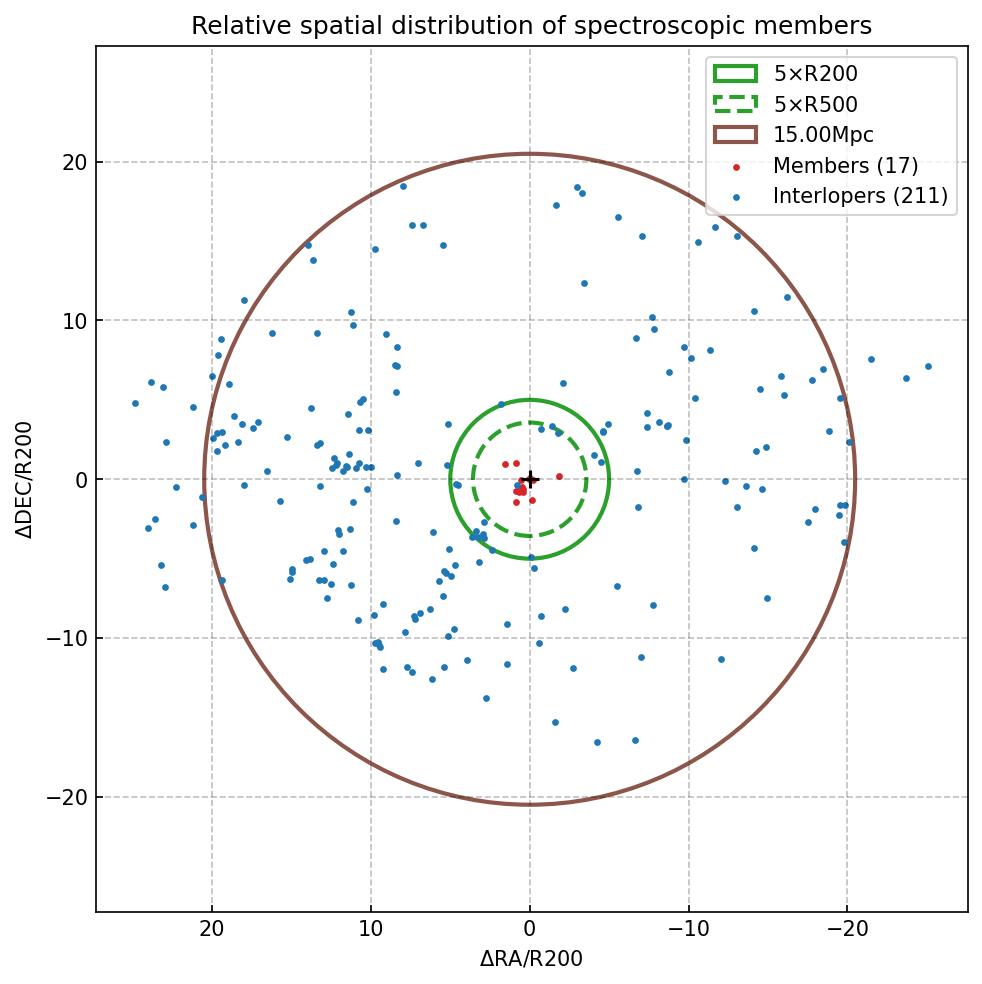 Relative spatial distribution of spectroscopic members
5×R200
5×R500
15.00Mpc
Members (17)
Interlopers (211)
20
10
0
−10
−20
ΔDEC/R200
20
10
0
−10
−20
ΔRA/R200